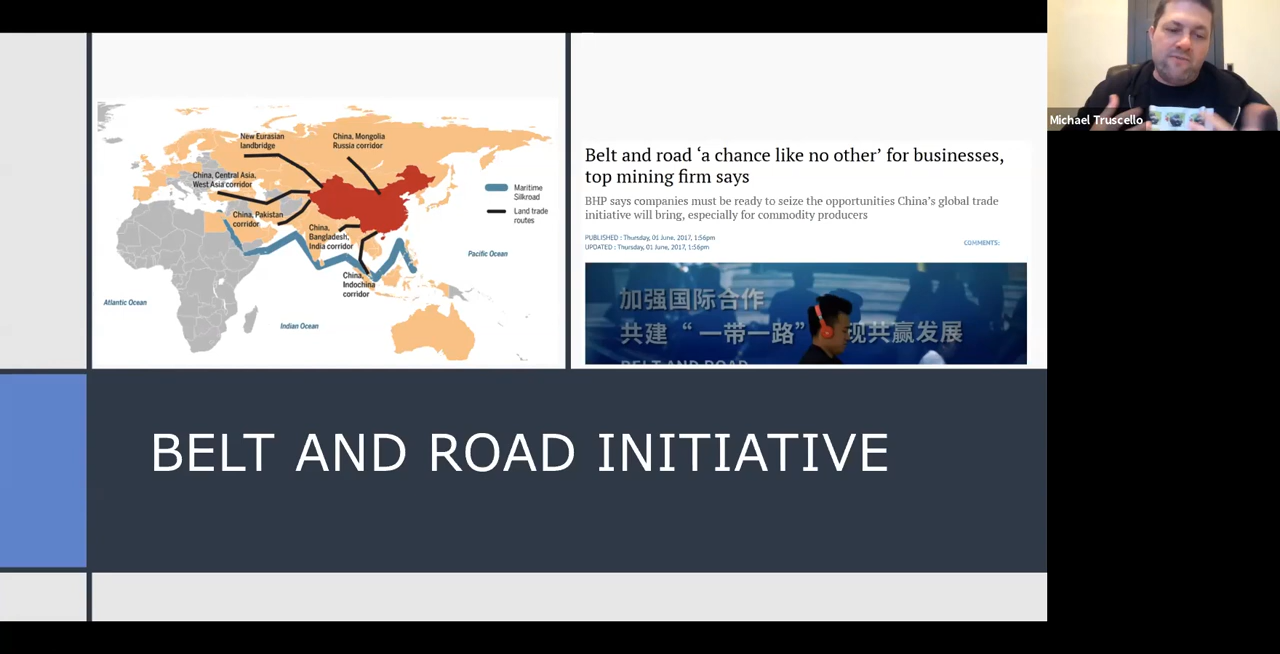 New Eurasian
landbridge
China, Mongolia
Russia corridor
China, Central Asia,
West Asia corridor
China, Pakistan
corridor
China,
Bangladesh,
India corridor
China,
Indochina
corridor
Maritime
Silkroad
Land trade
routes
Pacific Ocean
Atlantic Ocean
Indian Ocean
Belt and road ‘a chance like no other’ for businesses,
top mining firm says
BHP says companies must be ready to seize the opportunities China’s global trade
initiative will bring, especially for commodity producers
PUBLISHED : Thursday, 01 June, 2017, 1:56pm
UPDATED : Thursday, 01 June, 2017, 1:56pm
COMMENTS:
加强国际合作
共建 “ 一带一路” 现共赢发展
BELT AND ROAD
BELT AND ROAD INITIATIVE
Michael Truscello